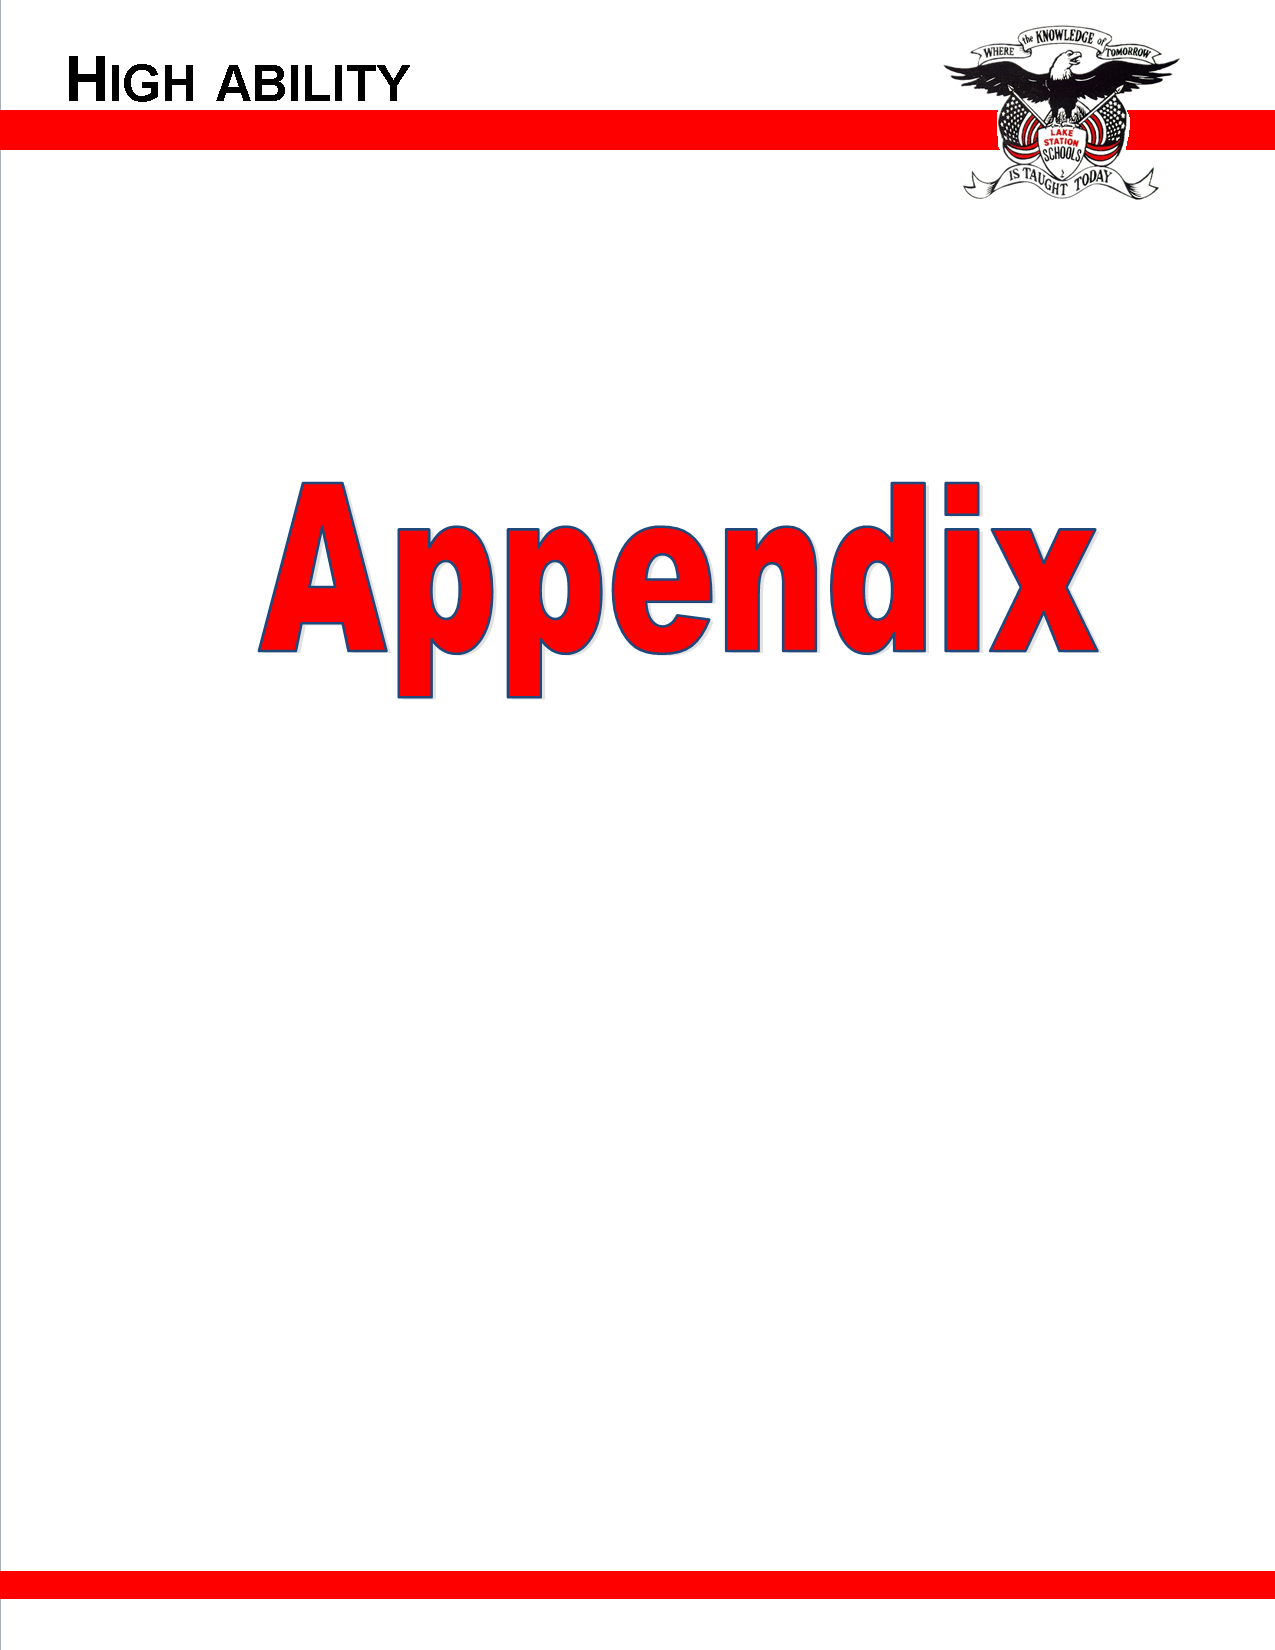 HIGH ABILITY
WHERE the KNOWLEDGE of TOMORROW
LAKE
STATION
SCHOOLS
IS TAUGHT TODAY
Appendix